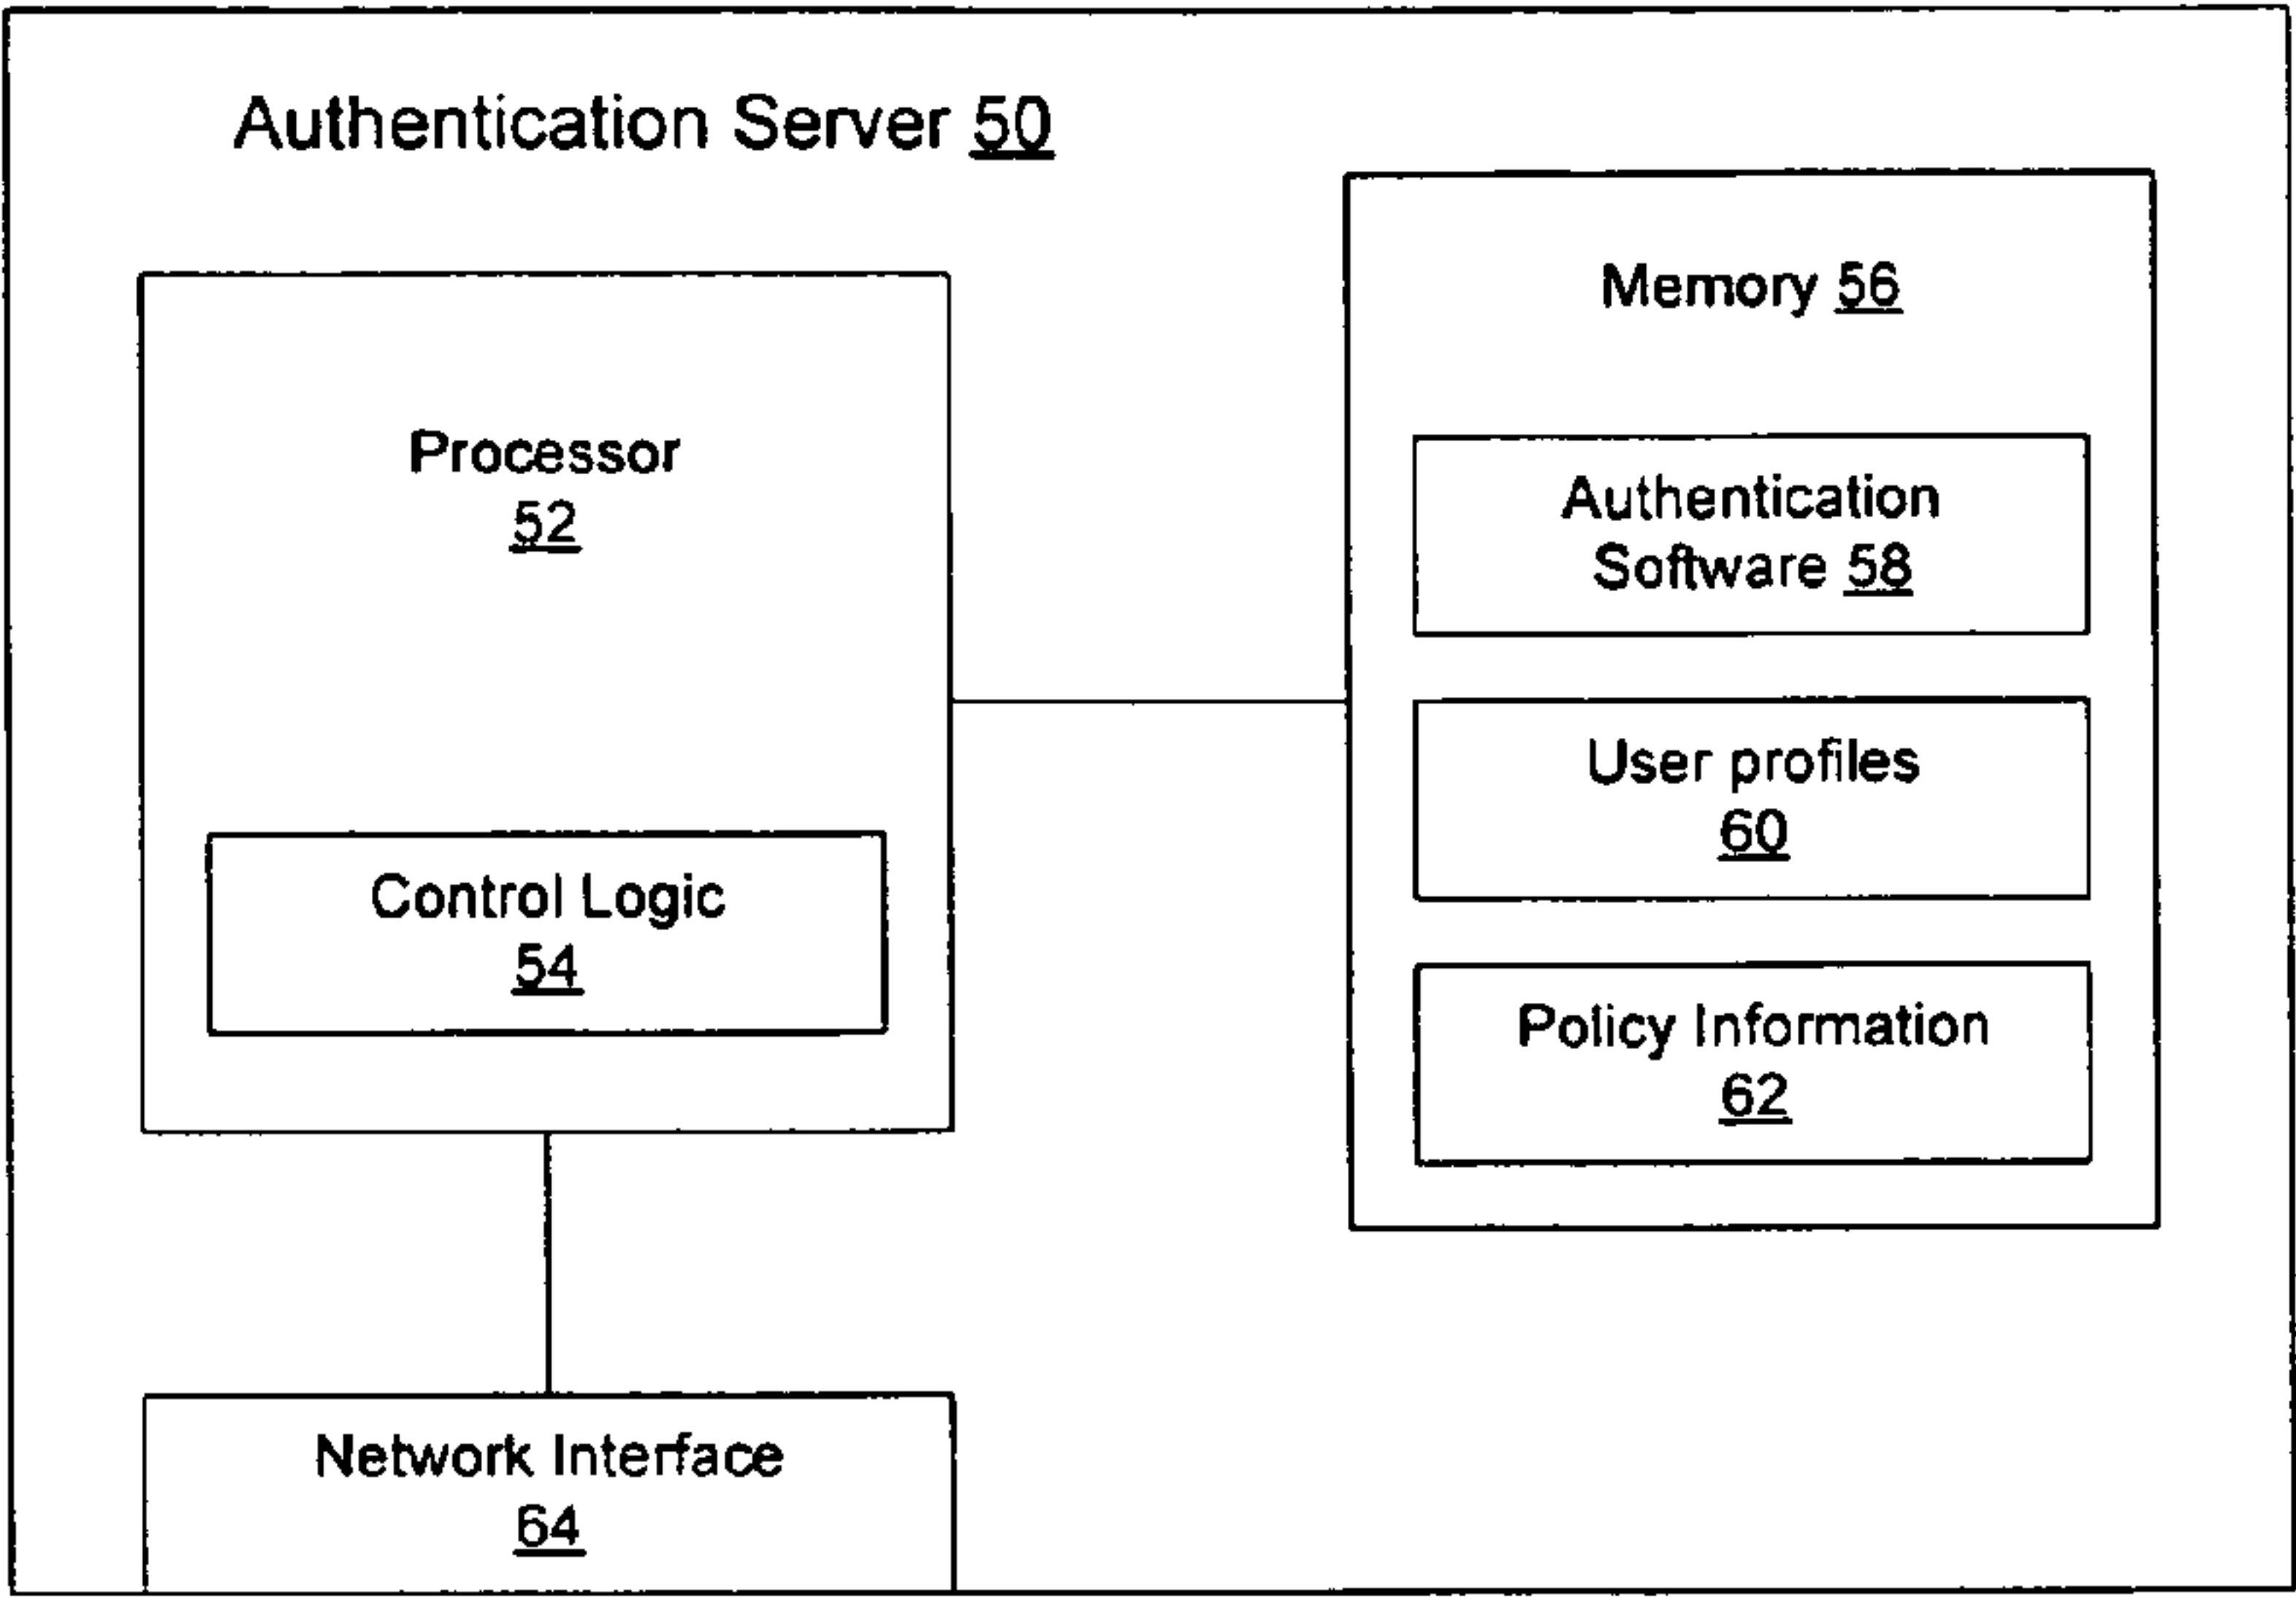 Authentication Server 50
Processor
52
Control Logic
54
Memory 56
Authentication
Software 58
User profiles
60
Policy Information
62
Network Interface
64